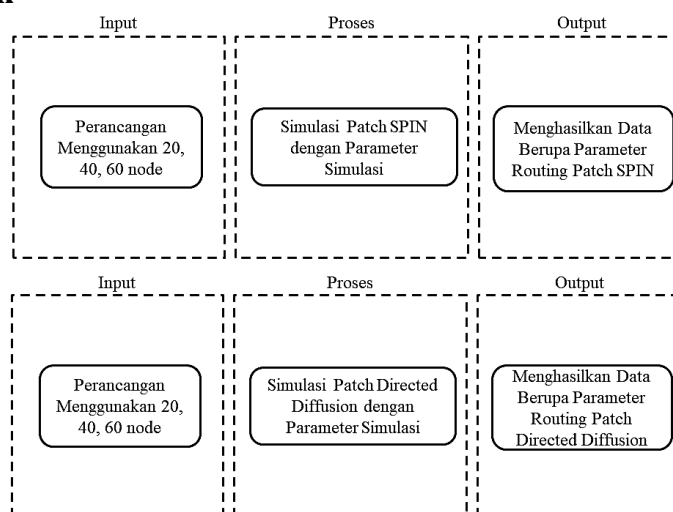 Input
Proses
Output
Perancangan
Menggunakan 20,
40, 60 node
Simulasi Patch SPIN
dengan Parameter
Simulasi
Menghasilkan Data
Berupa Parameter
Routing Patch SPIN
Input
Proses
Output
Perancangan
Menggunakan 20,
40, 60 node
Simulasi Patch Directed
Diffusion dengan
Parameter Simulasi
Menghasilkan Data
Berupa Parameter
Routing Patch
Directed Diffusion